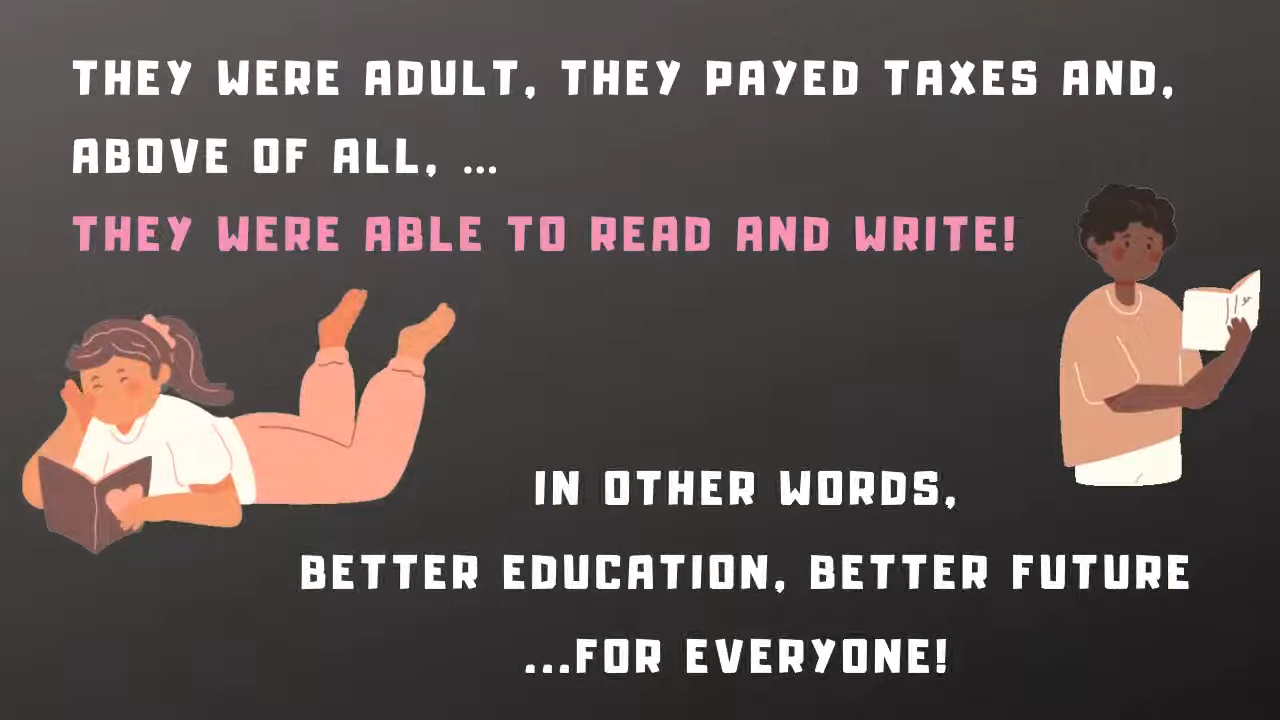 THEY WERE ADULT, THEY PAYED TAXES AND,
ABOVE OF ALL, ...
THEY WERE ABLE TO READ AND WRITE!
IN OTHER WORDS,
BETTER EDUCATION, BETTER FUTURE
...FOR EVERYONE!